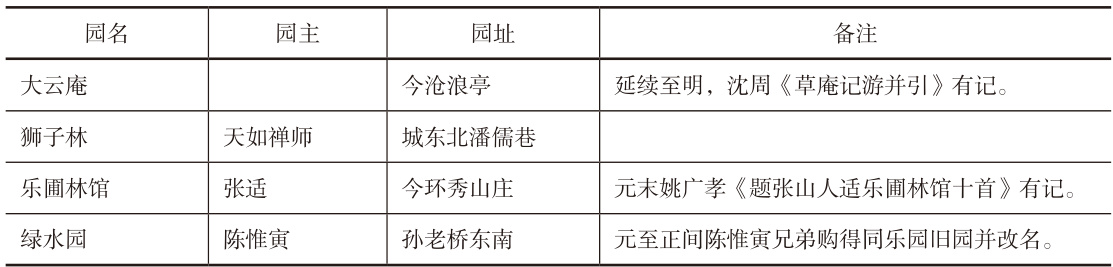 园名 园主 园址 备注
大云庵 今沧浪亭 延续至明，沈周《草庵记游并引》有记。
狮子林 天如禅师 城东北潘儒巷
乐圃林馆 张适 今环秀山庄 元末姚广孝《题张山人适乐圃林馆十首》有记。
绿水园 陈惟寅 孙老桥东南 元至正间陈惟寅兄弟购得同乐园旧园并改名。